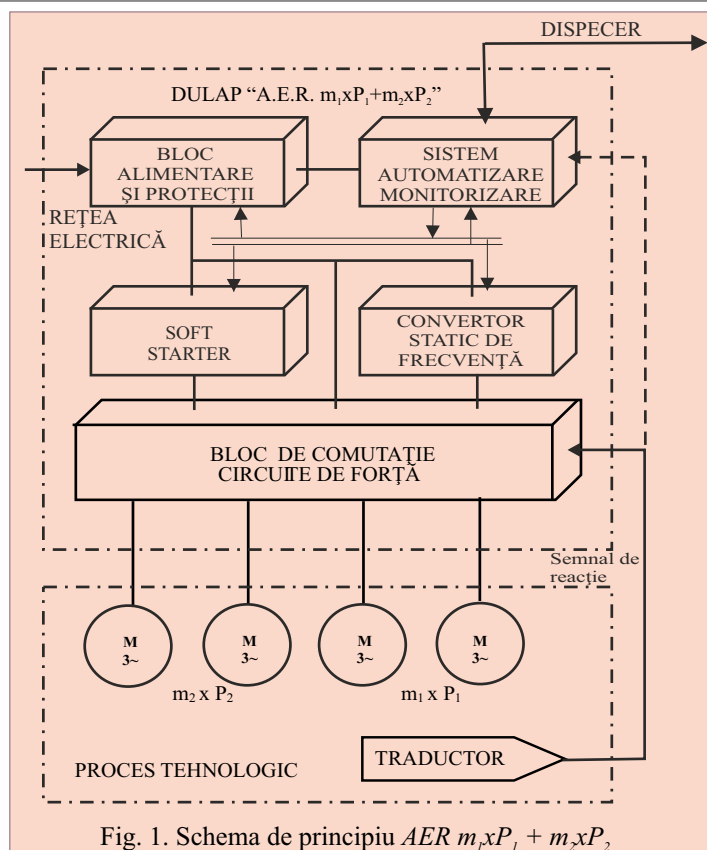 DISPECER
DULAP “A.E.R. m₁xP₁+m₂xP₂”
BLOC
ALIMENTARE
ŞI PROTECŢII
SISTEM
AUTOMATIZARE
MONITORIZARE
REŢEA
ELECTRICĂ
SOFT
STARTER
CONVERTOR
STATIC DE
FRECVENŢĂ
BLOC DE COMUTAŢIE
CIRCUITE DE FORŢĂ
Semnal de
reacţie
M
3~
M
3~
M
3~
M
3~
m₂ x P₂
m₁ x P₁
TRADUCTOR
PROCES TEHNOLOGIC
Fig. 1. Schema de principiu AER m₁xP₁ + m₂xP₂